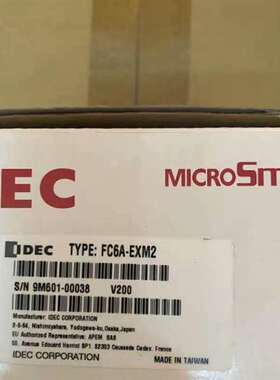 EC MICROSIT
IDEC TYPE: FC6A-EXM2
S/N 9M601-00038 V200
Manufacturer: IDEC CORPORATION
2-6-64, Nishimiyahara, Yodogawa-ku, Osaka, Japan
EU Authorized Representative: APEM SAS
55, Avenue Edouard Herriot BP1 82303 Caussade Cedex, France
IDEC CORPORATION MADE IN TAIWAN